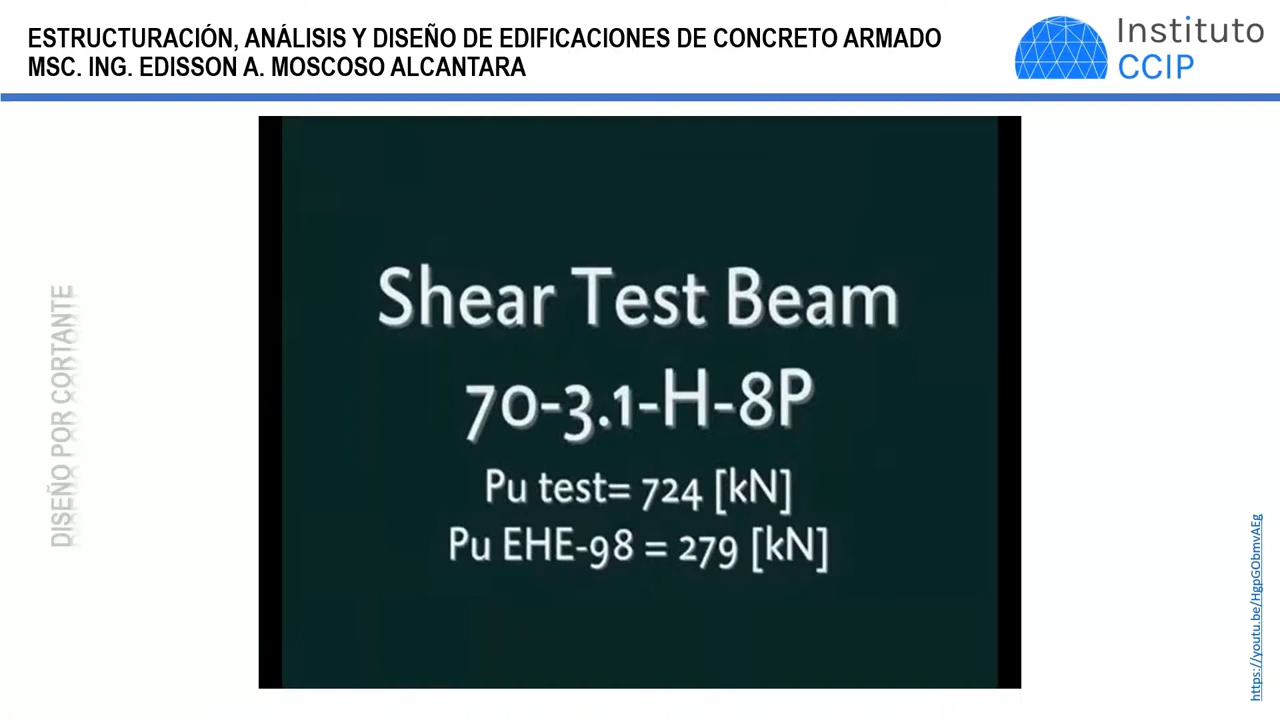 ESTRUCTURACIÓN, ANÁLISIS Y DISEÑO DE EDIFICACIONES DE CONCRETO ARMADO
MSC. ING. EDISSON A. MOSCOSO ALCANTARA
Instituto
CCIP
DISEÑO POR CORTANTE
Shear Test Beam
70-3.1-H-8P
Pu test= 724 [kN]
Pu EHE-98 = 279 [kN]
https://youtu.be/HgpGObmvAEg